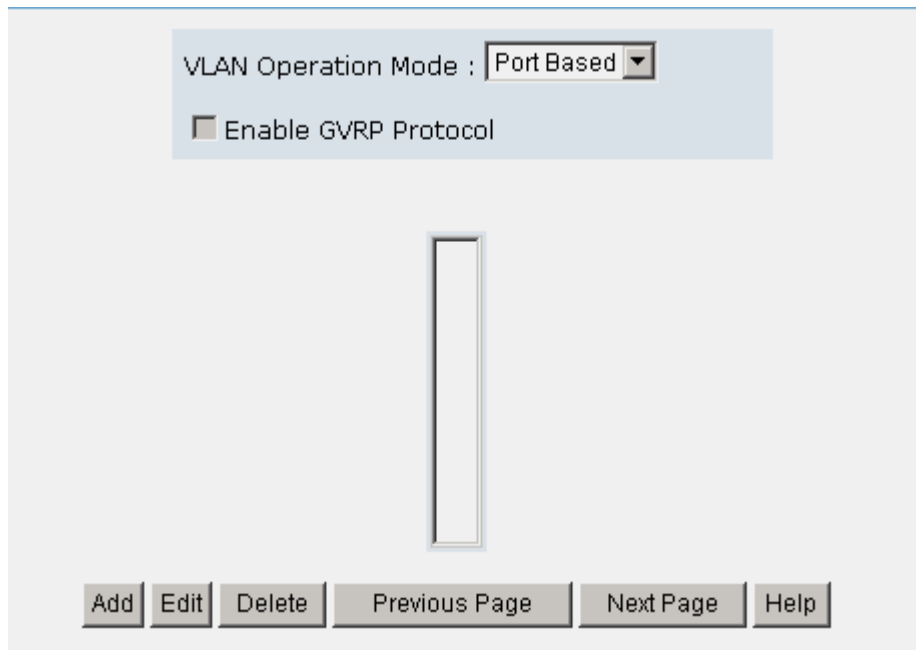 VLAN Operation Mode : Port Based
Enable GVRP Protocol
Add Edit Delete Previous Page Next Page Help